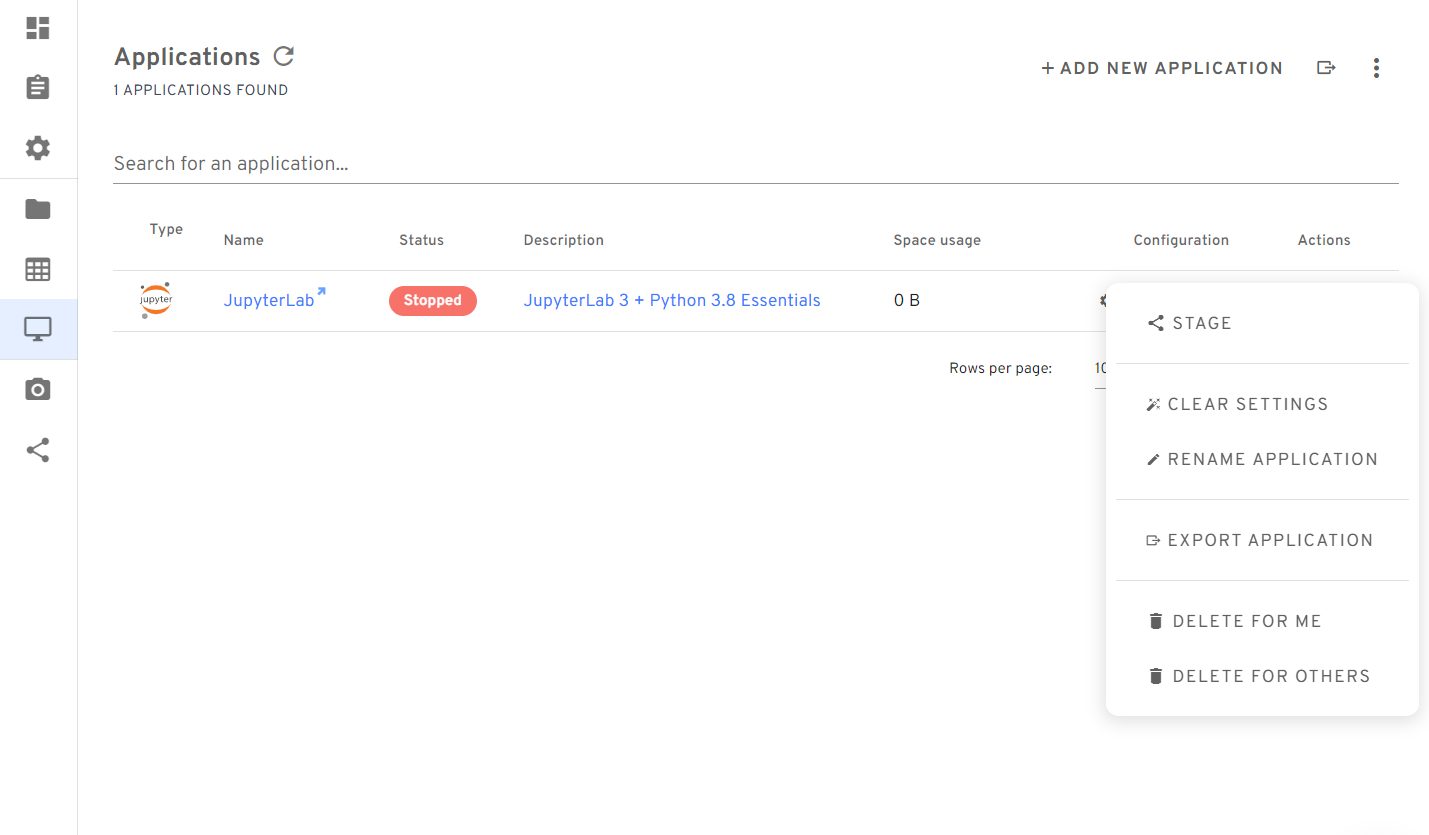 Applications
1 APPLICATIONS FOUND
+ ADD NEW APPLICATION
Search for an application...
Type Name Status Description Space usage Configuration Actions
jupyter JupyterLab Stopped JupyterLab 3 + Python 3.8 Essentials 0 B
Rows per page: 10
STAGE
CLEAR SETTINGS
RENAME APPLICATION
EXPORT APPLICATION
DELETE FOR ME
DELETE FOR OTHERS